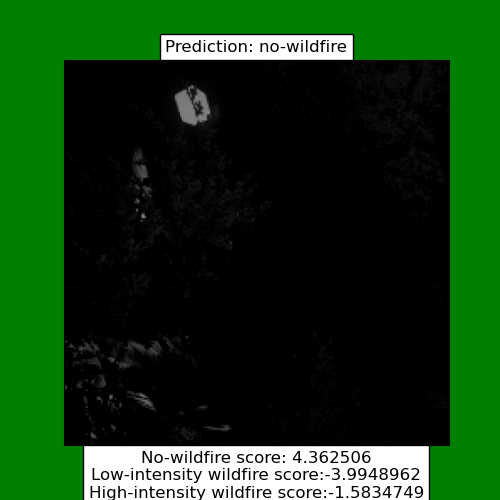 Prediction: no-wildfire
No-wildfire score: 4.362506
Low-intensity wildfire score:-3.9948962
High-intensity wildfire score:-1.5834749